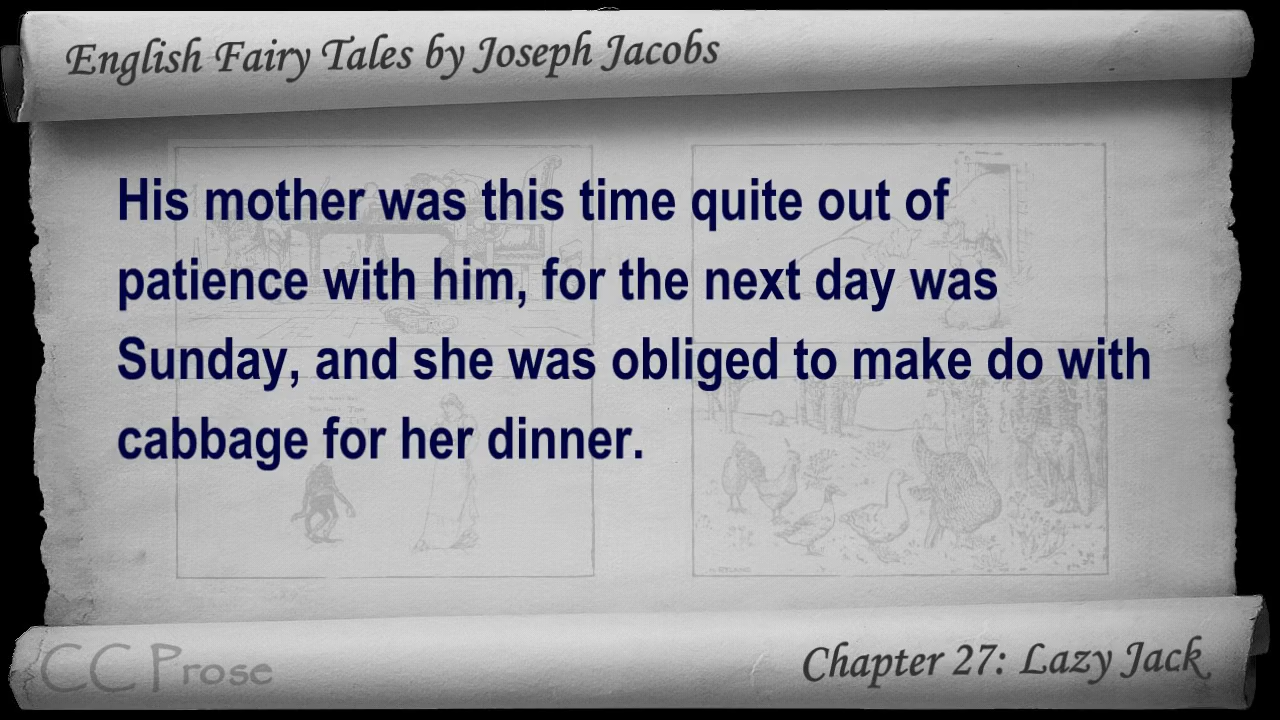 English Fairy Tales by Joseph Jacobs
His mother was this time quite out of
patience with him, for the next day was
Sunday, and she was obliged to make do with
cabbage for her dinner.
CC Prose
Chapter 27: Lazy Jack